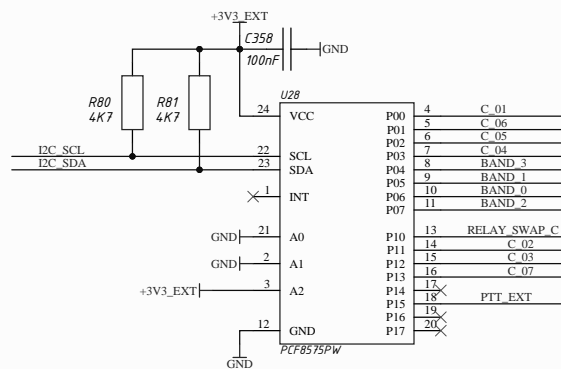 +3V3_EXT
C358
100nF
GND
R80
4K7
R81
4K7
U28
24 VCC P00 4 C_01
P01 5 C_06
P02 6 C_05
I2C_SCL 22 SCL P03 7 C_04
I2C_SDA 23 SDA P04 8 BAND_3
P05 9 BAND_1
1 INT P06 10 BAND_0
P07 11 BAND_2
GND 21 A0 P10 13 RELAY_SWAP_C
P11 14 C_02
GND 2 A1 P12 15 C_03
P13 16 C_07
+3V3_EXT 3 A2 P14 17
P15 18 PTT_EXT
P16 19
12 GND P17 20
PCF8575PW
GND